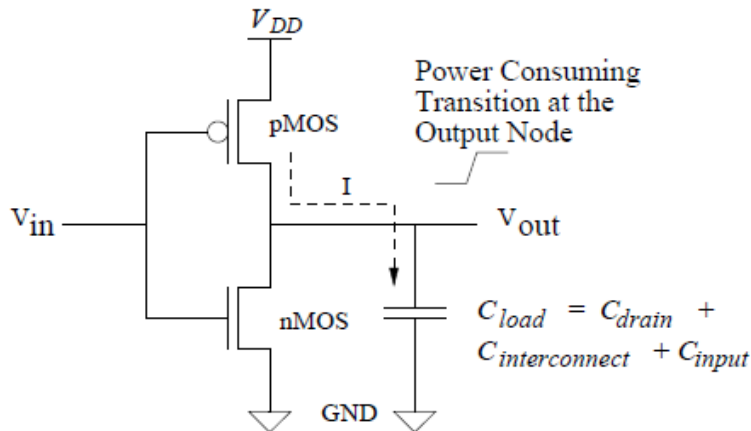 V_DD
Power Consuming
Transition at the
Output Node
pMOS
I
V_in
V_out
nMOS
C_load = C_drain +
C_interconnect + C_input
GND